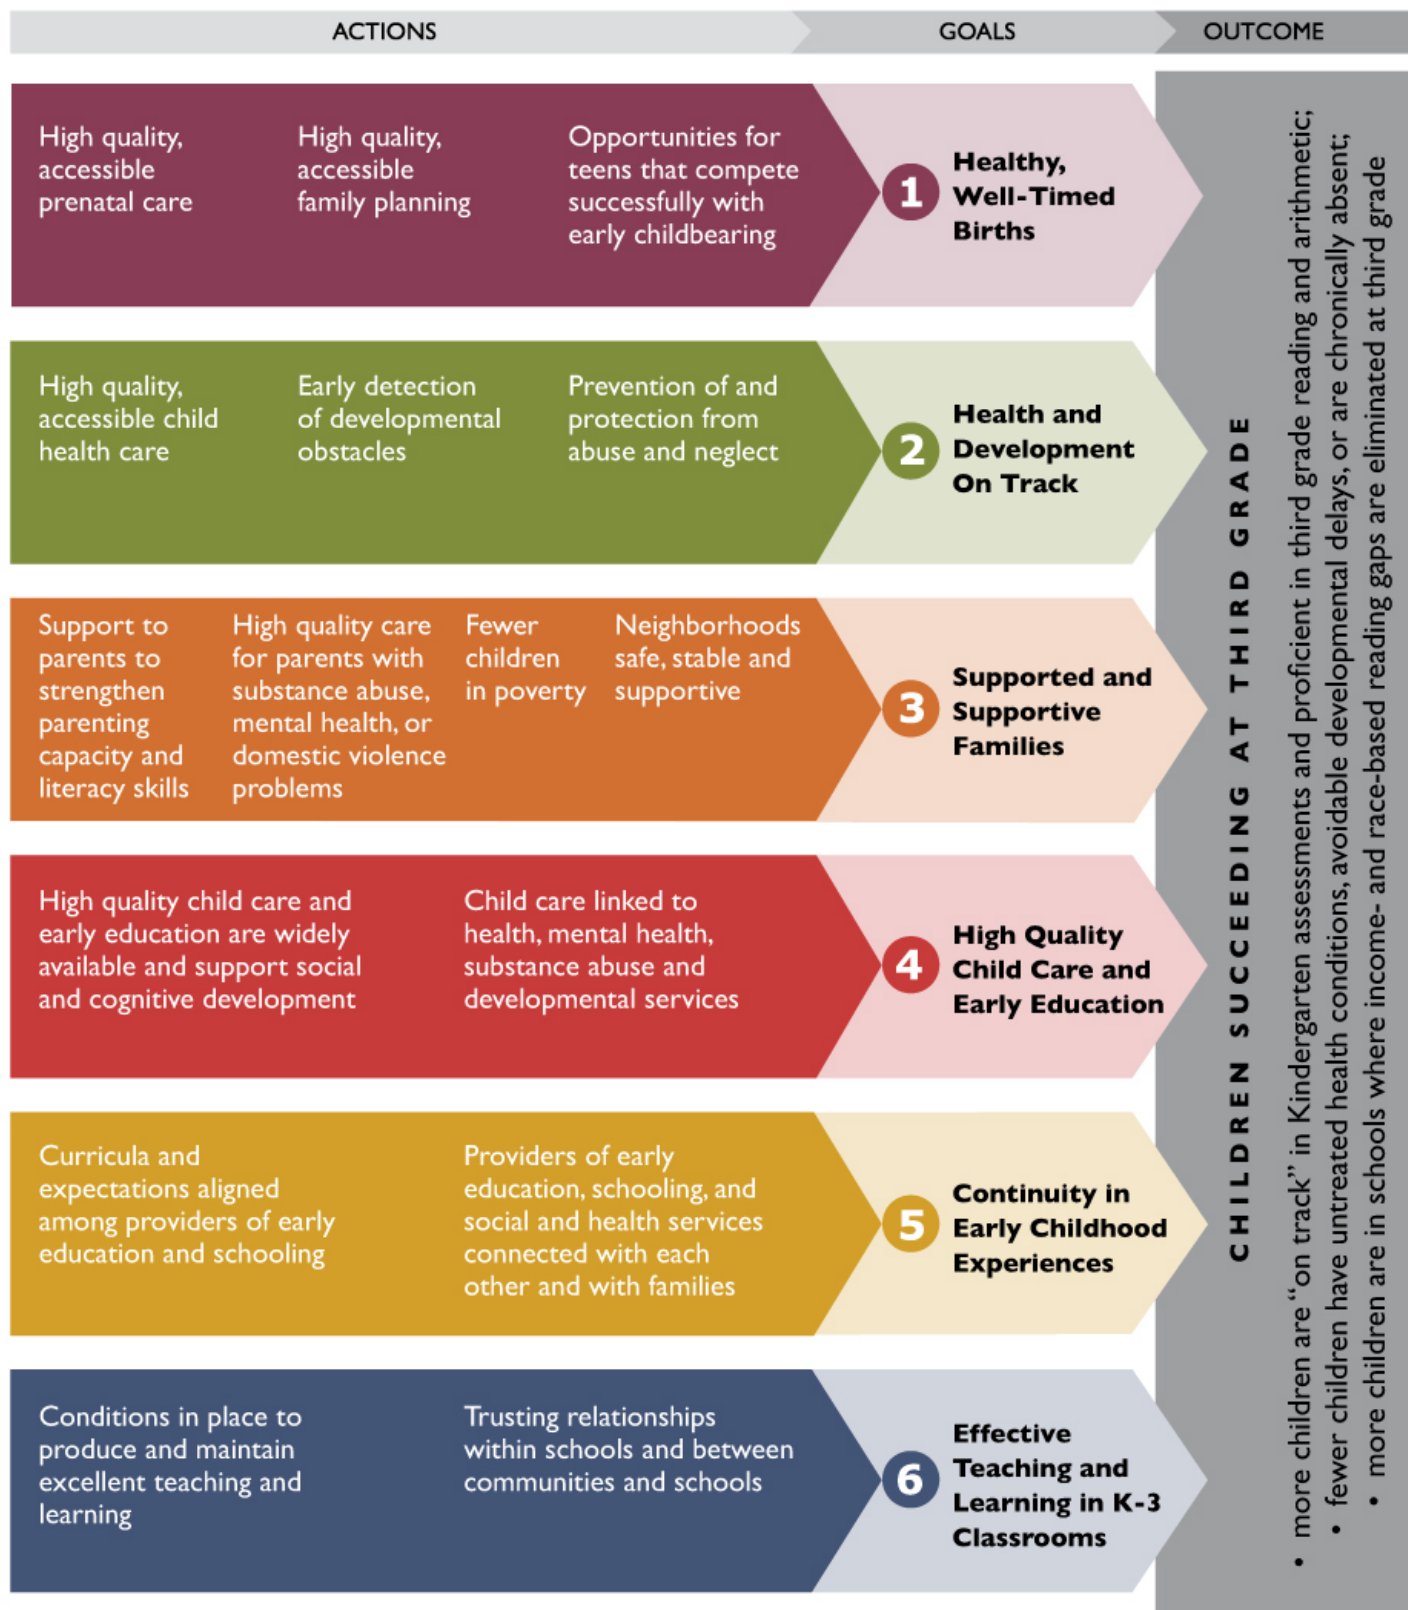 ACTIONS
GOALS
OUTCOME
High quality,
accessible
prenatal care
High quality,
accessible
family planning
Opportunities for
teens that compete
successfully with
early childbearing
1
Healthy,
Well-Timed
Births
High quality,
accessible child
health care
Early detection
of developmental
obstacles
Prevention of and
protection from
abuse and neglect
2
Health and
Development
On Track
Support to
parents to
strengthen
parenting
capacity and
literacy skills
High quality care
for parents with
substance abuse,
mental health, or
domestic violence
problems
Fewer
children
in poverty
Neighborhoods
safe, stable and
supportive
3
Supported and
Supportive
Families
High quality child care and
early education are widely
available and support social
and cognitive development
Child care linked to
health, mental health,
substance abuse and
developmental services
4
High Quality
Child Care and
Early Education
Curricula and
expectations aligned
among providers of early
education and schooling
Providers of early
education, schooling, and
social and health services
connected with each
other and with families
5
Continuity in
Early Childhood
Experiences
Conditions in place to
produce and maintain
excellent teaching and
learning
Trusting relationships
within schools and between
communities and schools
6
Effective
Teaching and
Learning in K-3
Classrooms
CHILDREN SUCCEEDING AT THIRD GRADE
• more children are “on track” in Kindergarten assessments and proficient in third grade reading and arithmetic;
• fewer children have untreated health conditions, avoidable developmental delays, or are chronically absent;
• more children are in schools where income- and race-based reading gaps are eliminated at third grade